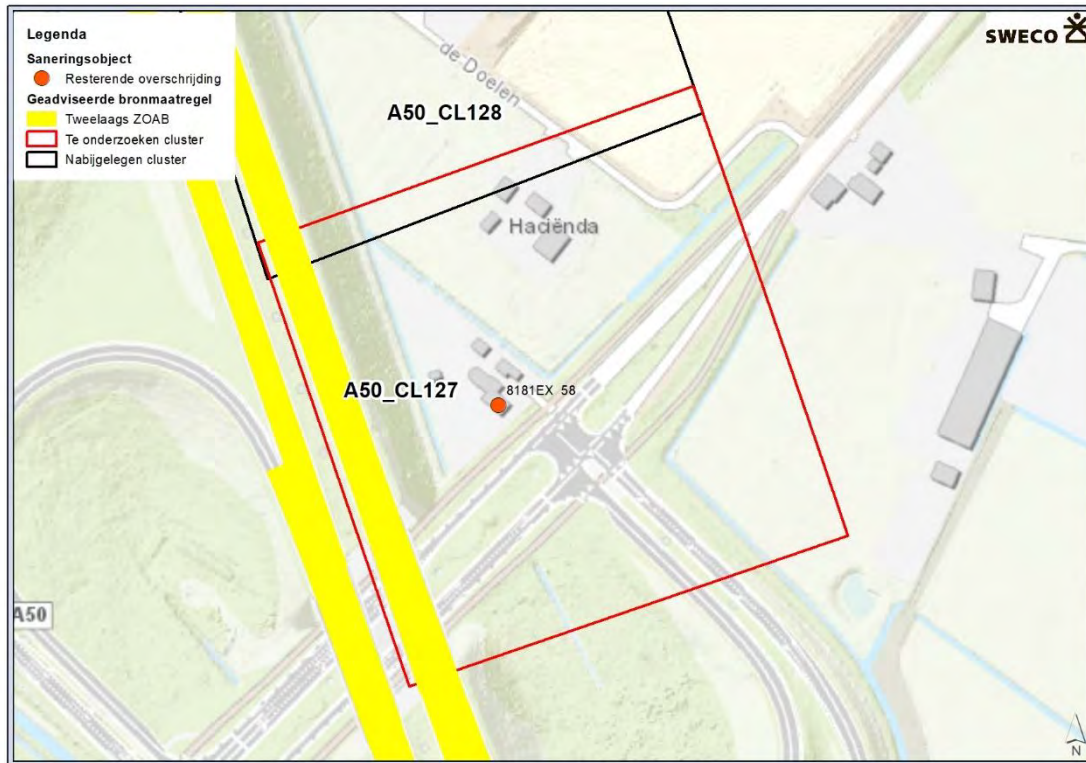 Legenda
Saneringsobject
Resterende overschrijding
Geadviseerde bronmaatregel
Tweelaags ZOAB
Te onderzoeken cluster
Nabijgelegen cluster
SWECO
de Doelen
A50_CL128
Haciënda
A50_CL127
8181EX 58
A50
N